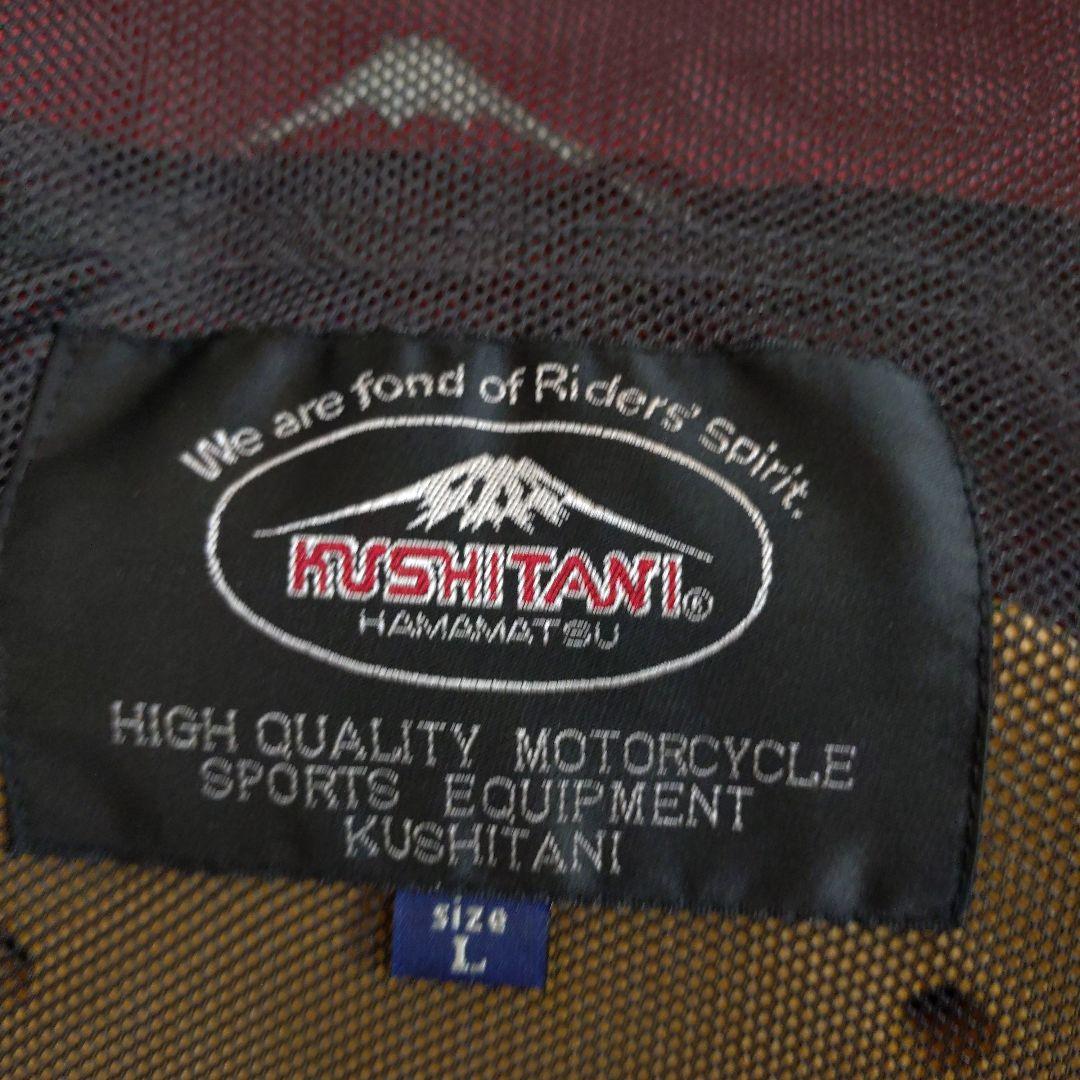 We are fond of Riders' spirit.
KUSHITANI®
HAMAMATSU
HIGH QUALITY MOTORCYCLE
SPORTS EQUIPMENT
KUSHITANI
size
L